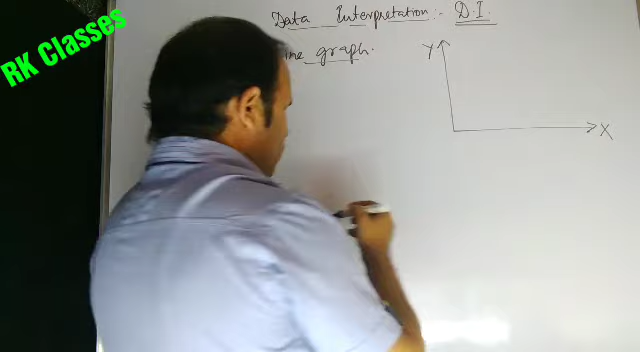 RK Classes
Data Interpretation:- D.I.
graph.
Y
X